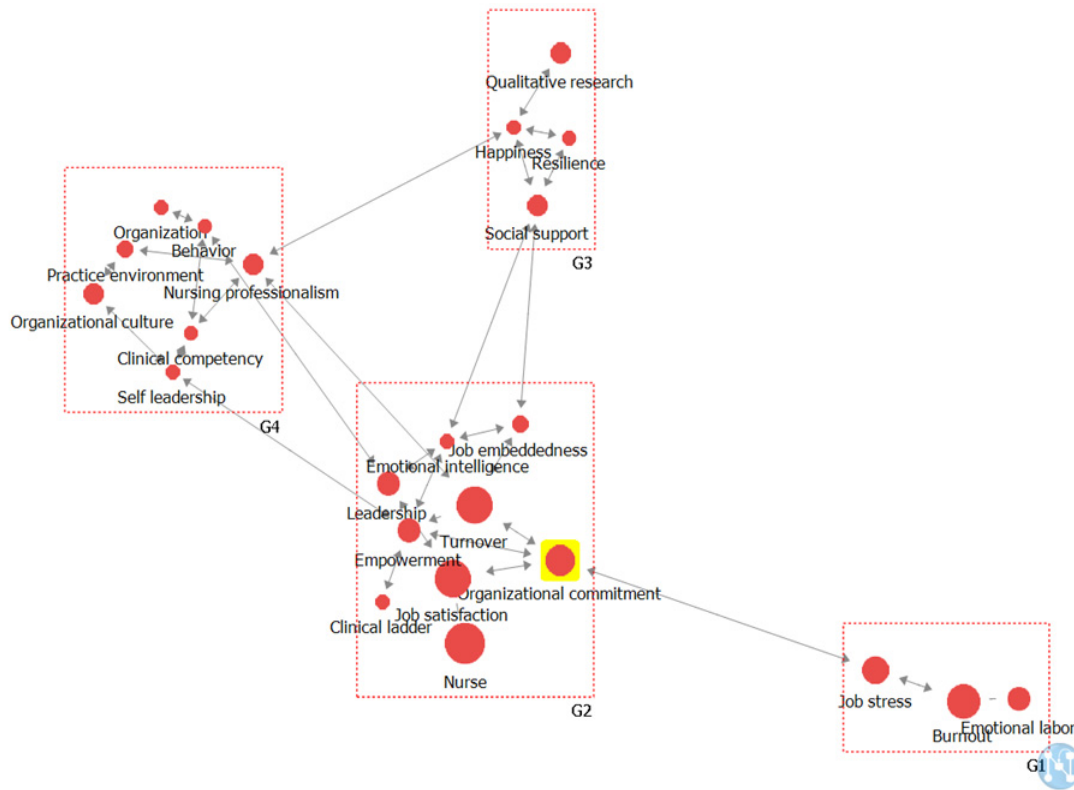 Qualitative research
Happiness
Resilience
Social support
G3
Organization
Behavior
Practice environment
Nursing professionalism
Organizational culture
Clinical competency
Self leadership
G4
Job embeddedness
Emotional intelligence
Leadership
Turnover
Empowerment
Organizational commitment
Job satisfaction
Clinical ladder
Nurse
G2
Job stress
Emotional labor
Burnout
G1